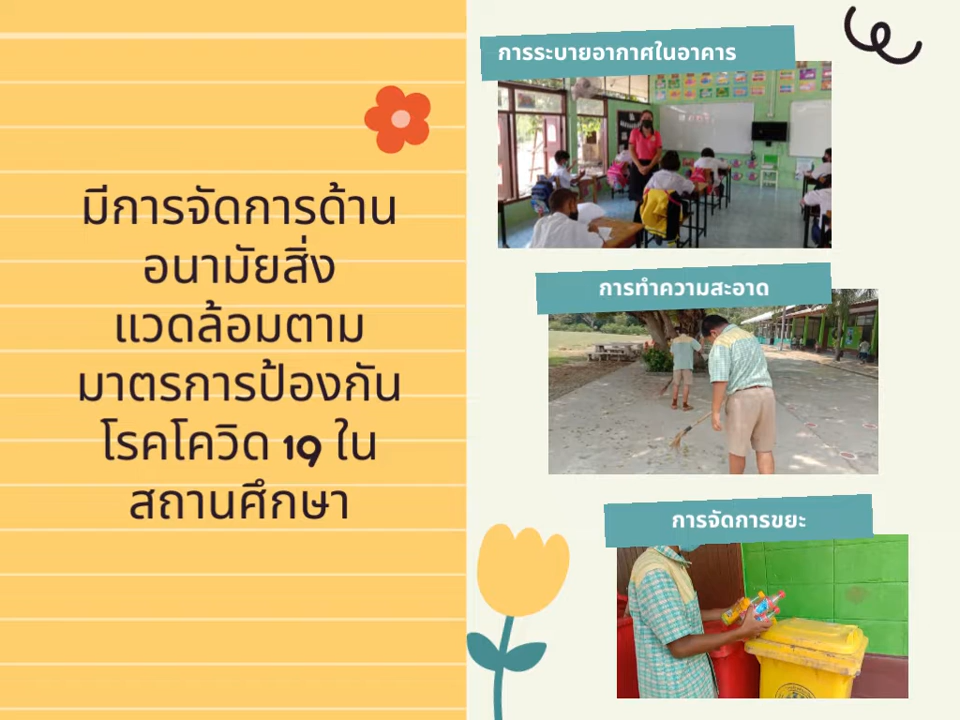 มีการจัดการด้าน
อนามัยสิ่ง
แวดล้อมตาม
มาตรการป้องกัน
โรคโควิด 19 ใน
สถานศึกษา
การระบายอากาศในอาคาร
การทำความสะอาด
การจัดการขยะ